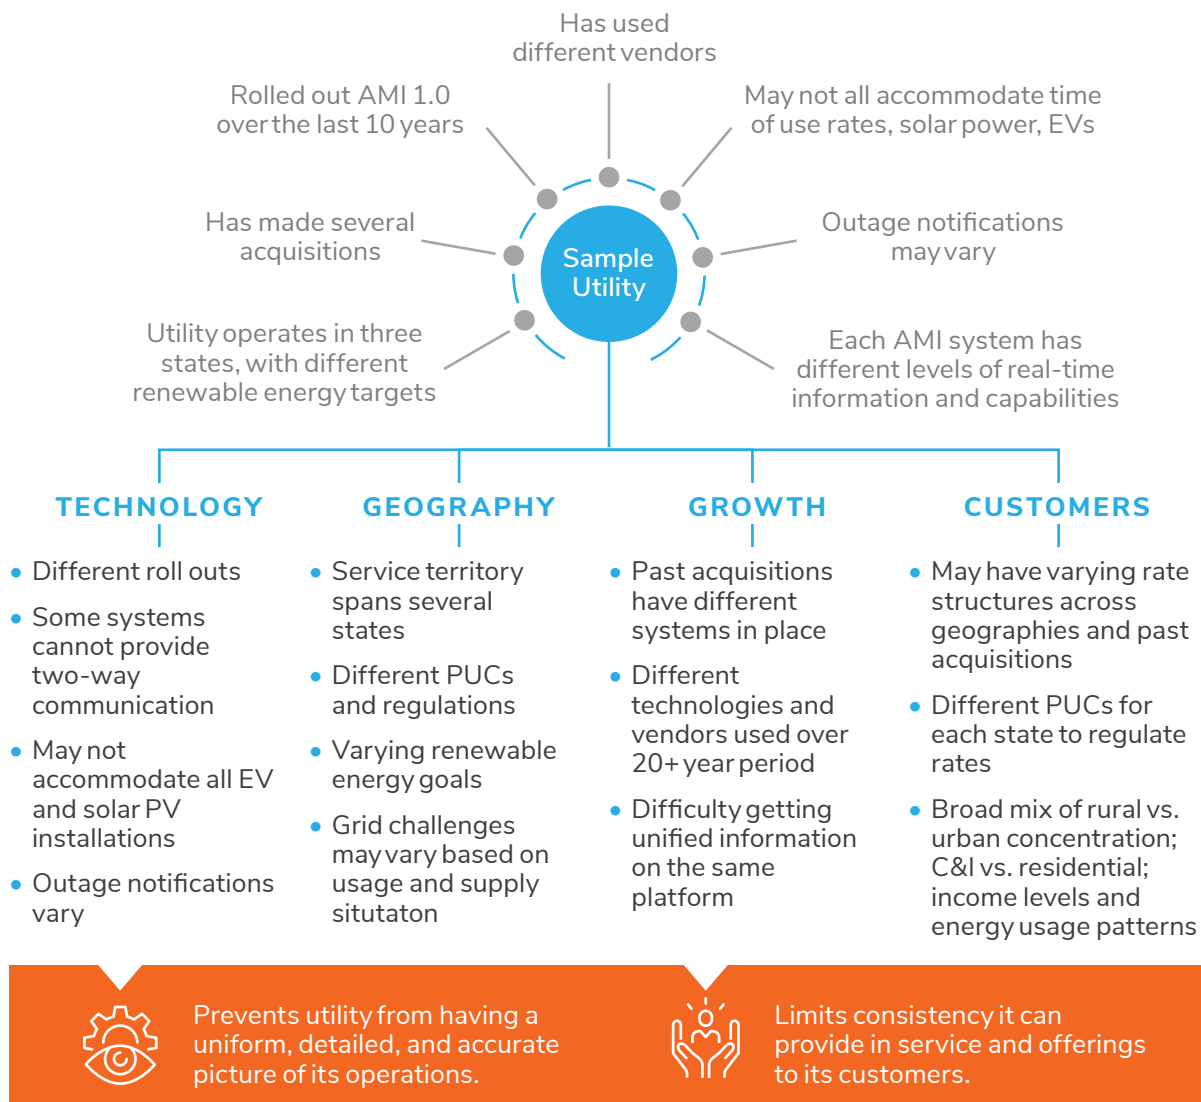 Has used
different vendors
Rolled out AMI 1.0
over the last 10 years
May not all accommodate time
of use rates, solar power, EVs
Has made several
acquisitions
Outage notifications
may vary
Sample
Utility
Utility operates in three
states, with different
renewable energy targets
Each AMI system has
different levels of real-time
information and capabilities
TECHNOLOGY
• Different roll outs
• Some systems
cannot provide
two-way
communication
• May not
accommodate all EV
and solar PV
installations
• Outage notifications
vary
GEOGRAPHY
• Service territory
spans several
states
• Different PUCs
and regulations
• Varying renewable
energy goals
• Grid challenges
may vary based on
usage and supply
situtaton
GROWTH
• Past acquisitions
have different
systems in place
• Different
technologies and
vendors used over
20+ year period
• Difficulty getting
unified information
on the same
platform
CUSTOMERS
• May have varying rate
structures across
geographies and past
acquisitions
• Different PUCs for
each state to regulate
rates
• Broad mix of rural vs.
urban concentration;
C&I vs. residential;
income levels and
energy usage patterns
Prevents utility from having a
uniform, detailed, and accurate
picture of its operations.
Limits consistency it can
provide in service and offerings
to its customers.